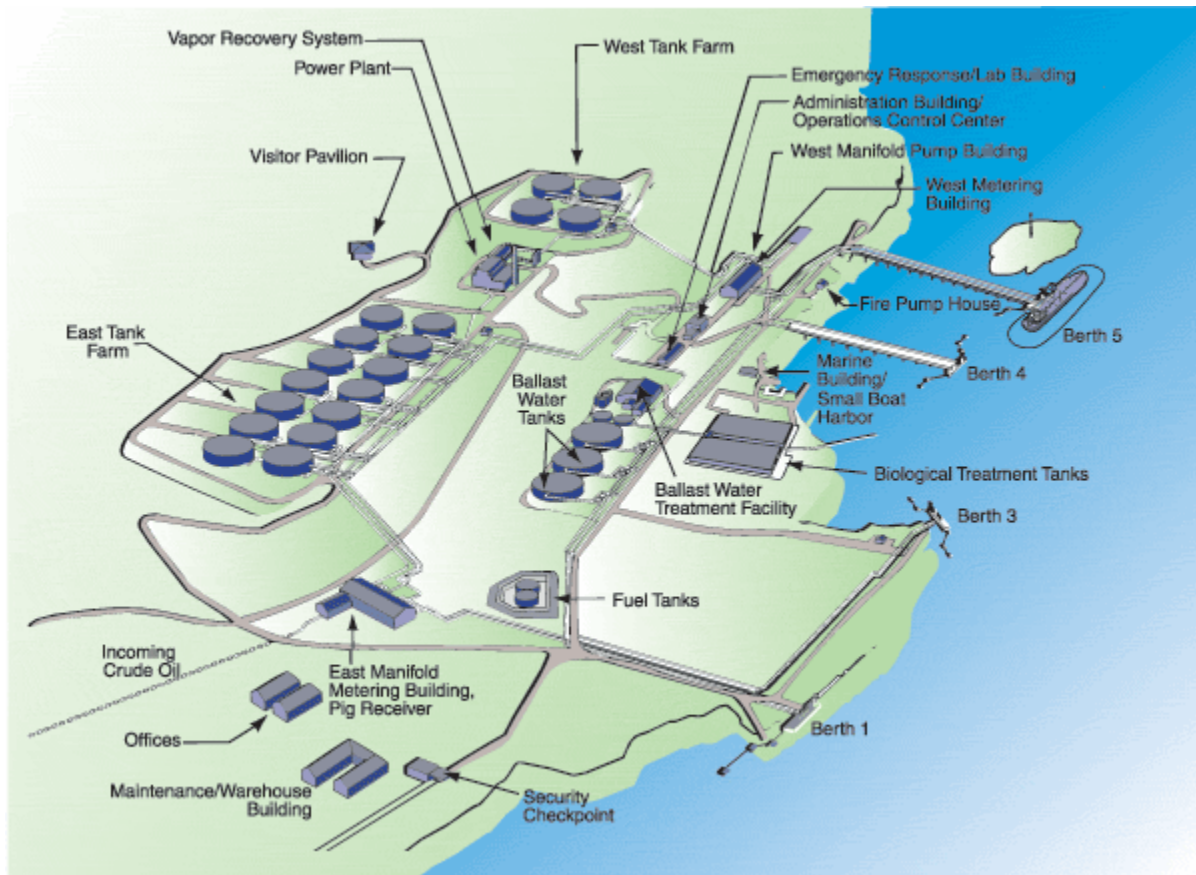 Vapor Recovery System
West Tank Farm
Power Plant
Emergency Response/Lab Building
Administration Building/
Operations Control Center
Visitor Pavilion
West Manifold Pump Building
West Metering
Building
Fire Pump House
East Tank
Farm
Berth 5
Marine
Building/
Small Boat
Harbor
Berth 4
Ballast
Water
Tanks
Biological Treatment Tanks
Ballast Water
Treatment Facility
Berth 3
Fuel Tanks
Incoming
Crude Oil
East Manifold
Metering Building,
Pig Receiver
Offices
Berth 1
Maintenance/Warehouse
Building
Security
Checkpoint